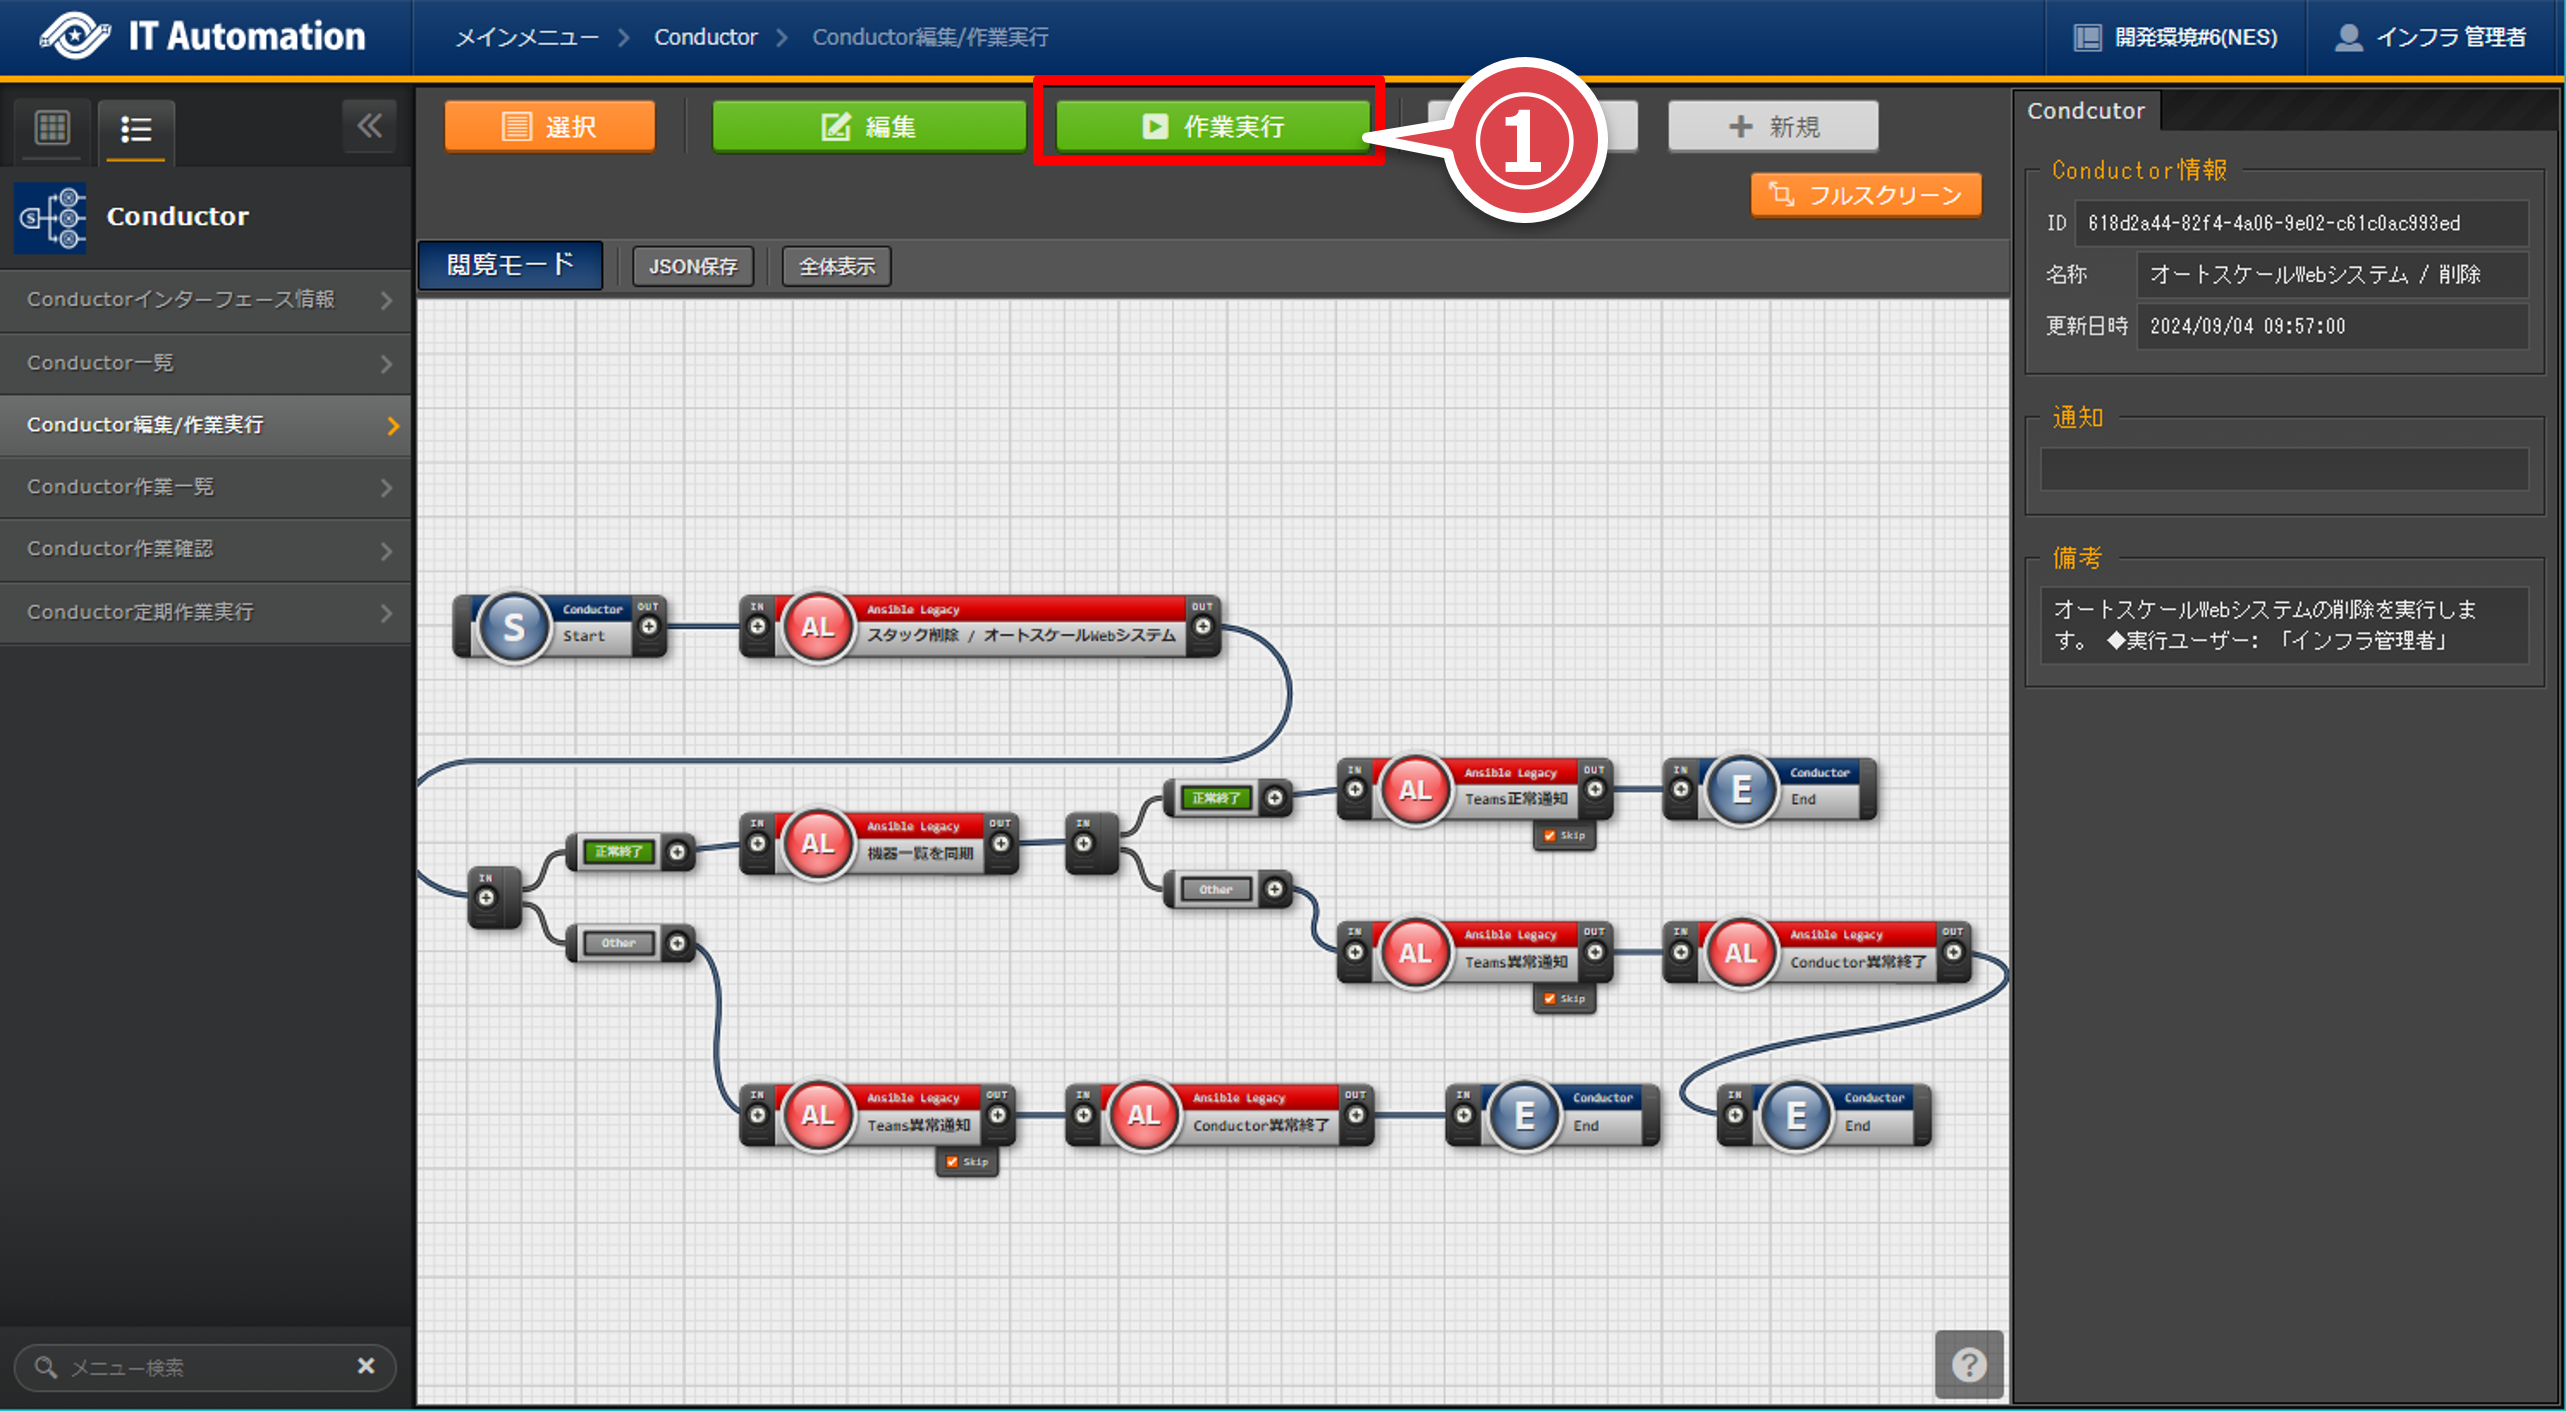 IT Automation
メインメニュー > Conductor > Conductor編集/作業実行
開発環境#6(NES)
インフラ 管理者
選択
編集
作業実行
①
新規
フルスクリーン
Conductor
Conductorインターフェース情報
Conductor一覧
Conductor編集/作業実行
Conductor作業一覧
Conductor作業確認
Conductor定期作業実行
メニュー検索
閲覧モード
JSON保存
全体表示
S
Conductor
Start
OUT
IN
AL
Ansible Legacy
スタック削除 / オートスケールWebシステム
OUT
IN
AL
Ansible Legacy
Teams正常通知
OUT
Skip
IN
E
Conductor
End
IN
正常終了
Other
IN
AL
Ansible Legacy
機器一覧を同期
OUT
IN
正常終了
Other
IN
AL
Ansible Legacy
Teams異常通知
OUT
Skip
IN
AL
Ansible Legacy
Conductor異常終了
OUT
IN
AL
Ansible Legacy
Teams異常通知
OUT
Skip
IN
AL
Ansible Legacy
Conductor異常終了
OUT
IN
E
Conductor
End
IN
E
Conductor
End
?
Condcutor
Conductor情報
ID 618d2a44-82f4-4a06-9e02-c61c0ac993ed
名称 オートスケールWebシステム / 削除
更新日時 2024/09/04 09:57:00
通知
備考
オートスケールWebシステムの削除を実行しま
す。 ◆実行ユーザー: 「インフラ管理者」